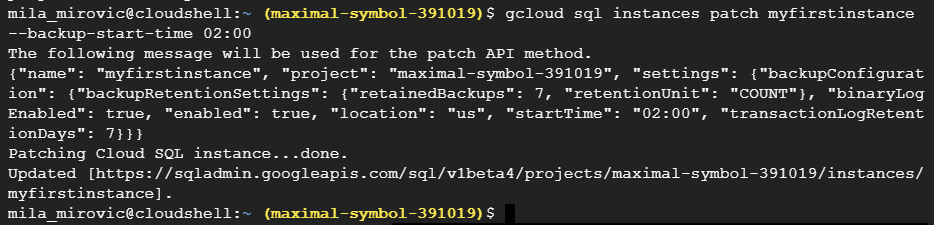 mila_mirovic@cloudshell:~ (maximal-symbol-391019)$ gcloud sql instances patch myfirstinstance
--backup-start-time 02:00
The following message will be used for the patch API method.
{"name": "myfirstinstance", "project": "maximal-symbol-391019", "settings": {"backupConfigurat
ion": {"backupRetentionSettings": {"retainedBackups": 7, "retentionUnit": "COUNT"}, "binaryLog
Enabled": true, "enabled": true, "location": "us", "startTime": "02:00", "transactionLogRetent
ionDays": 7}}}
Patching Cloud SQL instance...done.
Updated [https://sqladmin.googleapis.com/sql/v1beta4/projects/maximal-symbol-391019/instances/
myfirstinstance].
mila_mirovic@cloudshell:~ (maximal-symbol-391019)$